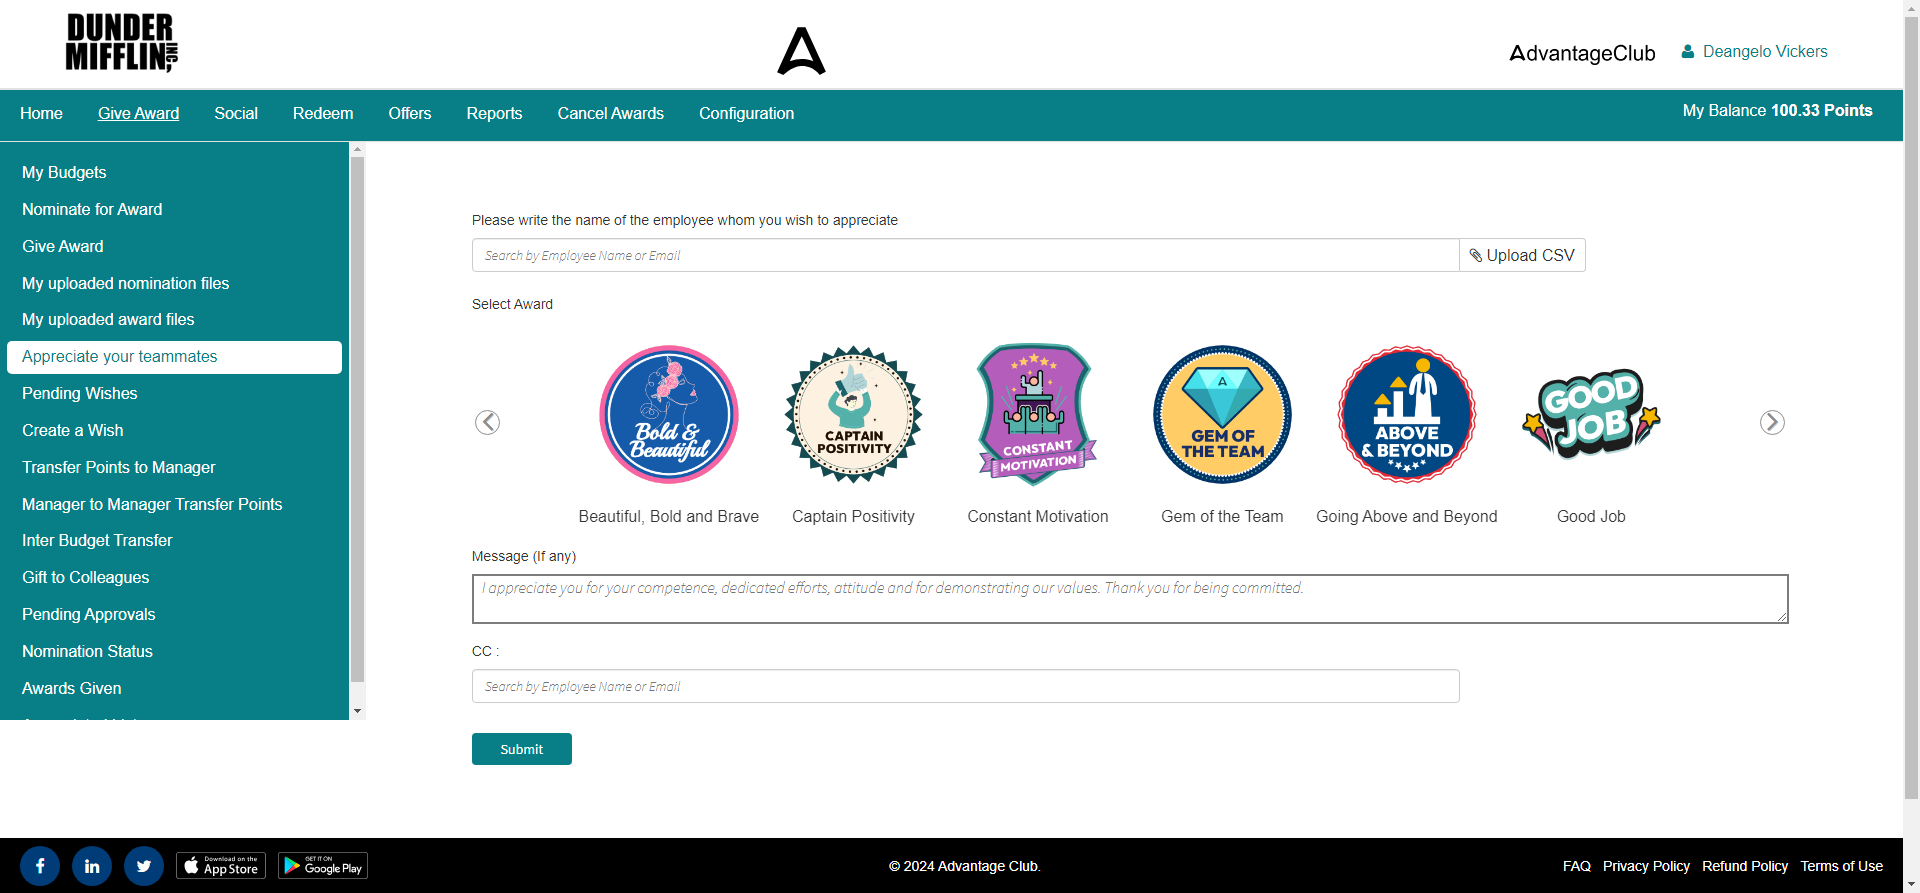 DUNDER
MIFFLIN, INC
AdvantageClub
Deangelo Vickers
Home
Give Award
Social
Redeem
Offers
Reports
Cancel Awards
Configuration
My Balance 100.33 Points
My Budgets
Nominate for Award
Give Award
My uploaded nomination files
My uploaded award files
Appreciate your teammates
Pending Wishes
Create a Wish
Transfer Points to Manager
Manager to Manager Transfer Points
Inter Budget Transfer
Gift to Colleagues
Pending Approvals
Nomination Status
Awards Given
Please write the name of the employee whom you wish to appreciate
Search by Employee Name or Email
Upload CSV
Select Award
Bold &
Beautiful
CAPTAIN
POSITIVITY
CONSTANT
MOTIVATION
A
GEM OF
THE TEAM
ABOVE
& BEYOND
GOOD
JOB
Beautiful, Bold and Brave
Captain Positivity
Constant Motivation
Gem of the Team
Going Above and Beyond
Good Job
Message (If any)
I appreciate you for your competence, dedicated efforts, attitude and for demonstrating our values. Thank you for being committed.
CC :
Search by Employee Name or Email
Submit
Download on the
App Store
GET IT ON
Google Play
© 2024 Advantage Club.
FAQ
Privacy Policy
Refund Policy
Terms of Use